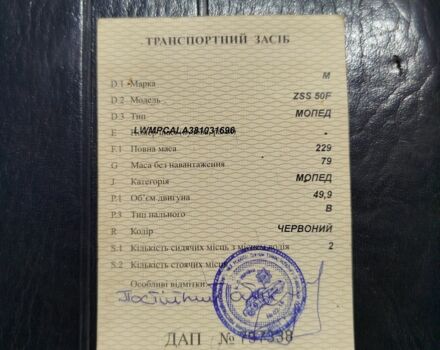 ТРАНСПОРТНИЙ ЗАСІБ
D.1 Марка М
D.2 Модель ZSS 50F
D.3 Тип МОПЕД
E LWMPCALA381031696 -
F.1 Повна маса 229
G Маса без навантаження 79
J Категорія МОПЕД
P.1 Об'єм двигуна 49,9
P.3 Тип пального В
R Колір ЧЕРВОНИЙ
S.1 Кількість сидячих місць з місцем водія 2
S.2 Кількість стоячих місць
Особливі відмітки
ДАП №